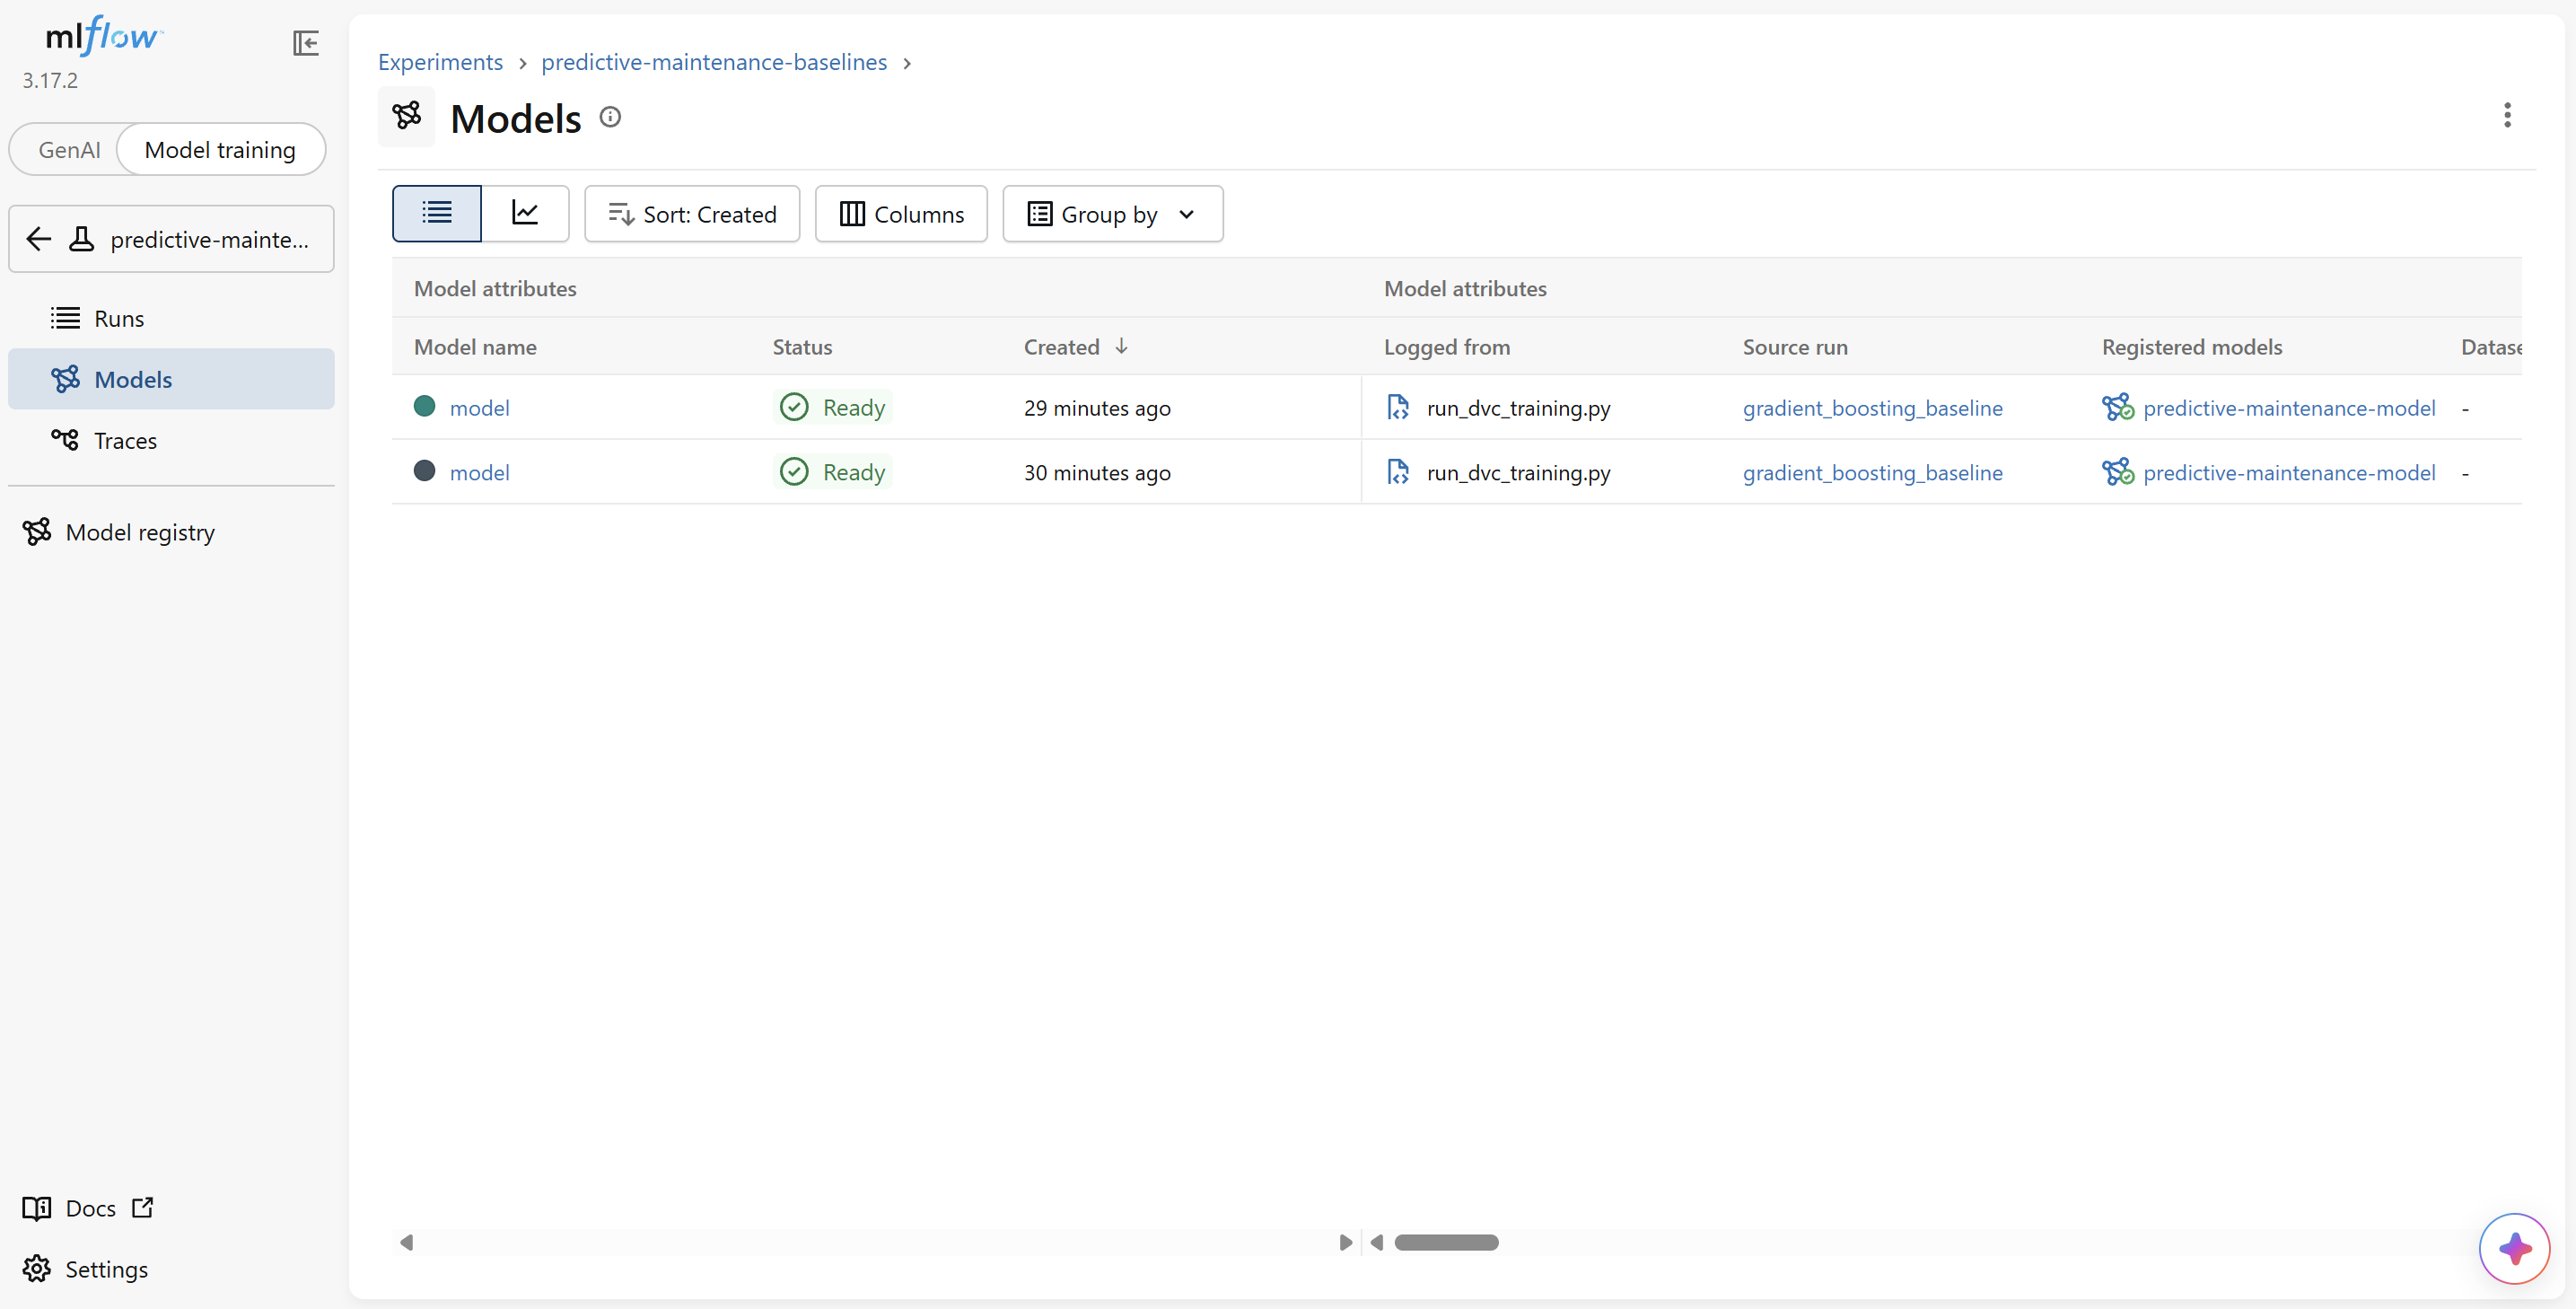 mlflow
3.17.2
GenAI
Model training
predictive-mainte...
Runs
Models
Traces
Model registry
Docs
Settings
Experiments > predictive-maintenance-baselines >
Models
Sort: Created
Columns
Group by
Model attributes Model attributes
Model name Status Created Logged from Source run Registered models Datase
model Ready 29 minutes ago run_dvc_training.py gradient_boosting_baseline predictive-maintenance-model -
model Ready 30 minutes ago run_dvc_training.py gradient_boosting_baseline predictive-maintenance-model -